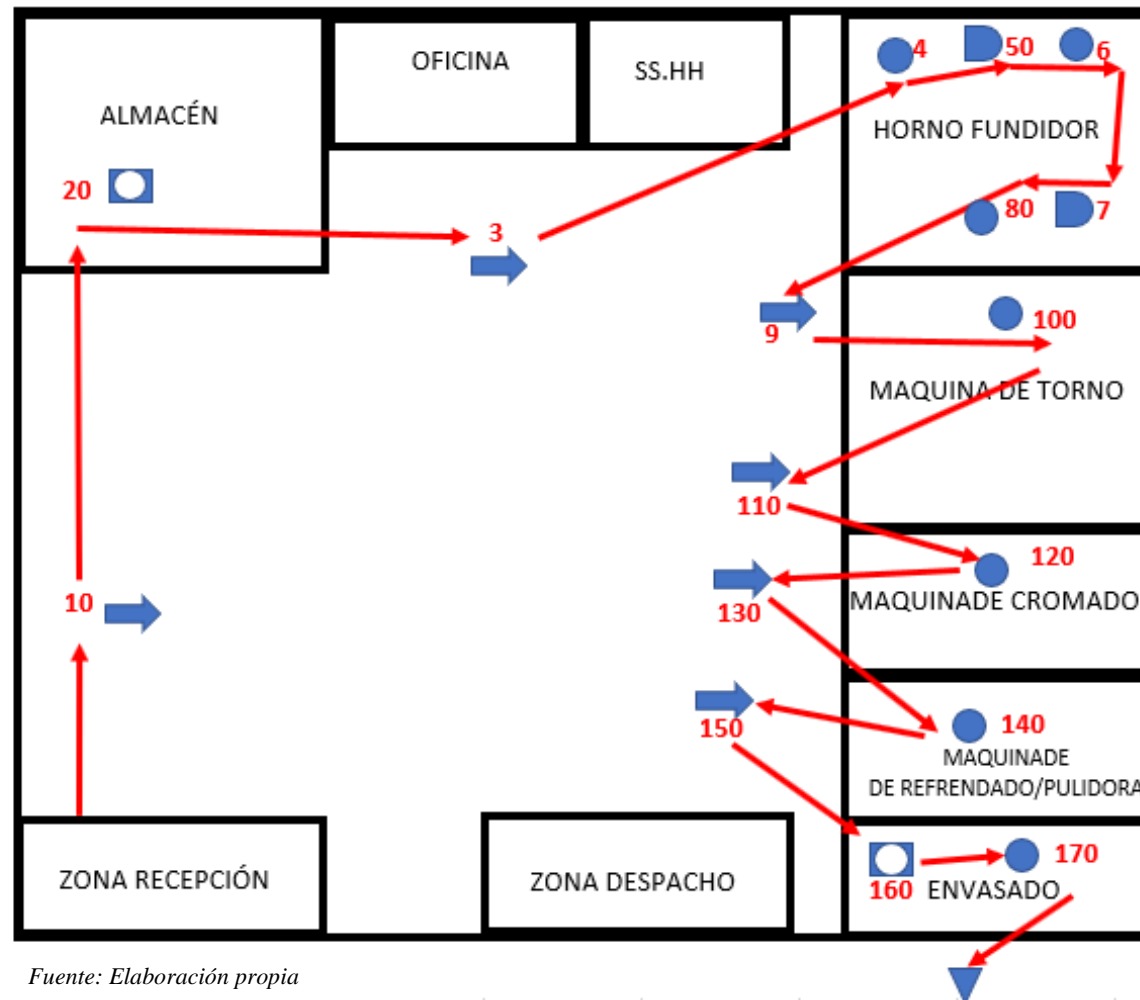 OFICINA
SS.HH
ALMACÉN
4
50
6
HORNO FUNDIDOR
20
3
80
7
9
100
MAQUINA DE TORNO
110
120
10
130
MAQUINADE CROMADO
150
140
MAQUINADE
DE REFRENDADO/PULIDORA
ZONA RECEPCIÓN
ZONA DESPACHO
170
160
ENVASADO
Fuente: Elaboración propia